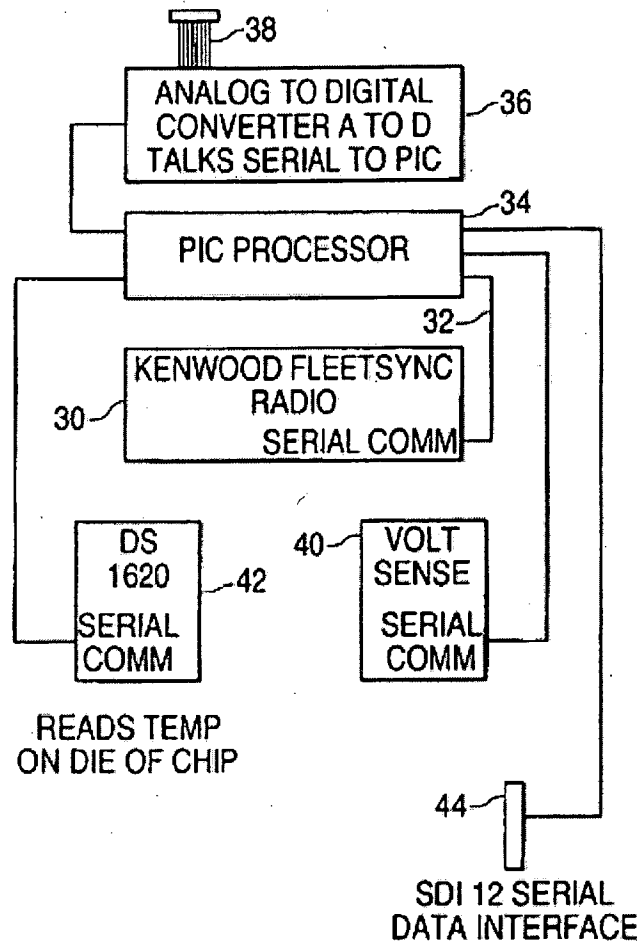 38
ANALOG TO DIGITAL
CONVERTER A TO D
TALKS SERIAL TO PIC
36
34
PIC PROCESSOR
32
KENWOOD FLEETSYNC
RADIO
SERIAL COMM
30
DS
1620
SERIAL
COMM
42
40
VOLT
SENSE
SERIAL
COMM
READS TEMP
ON DIE OF CHIP
44
SDI 12 SERIAL
DATA INTERFACE